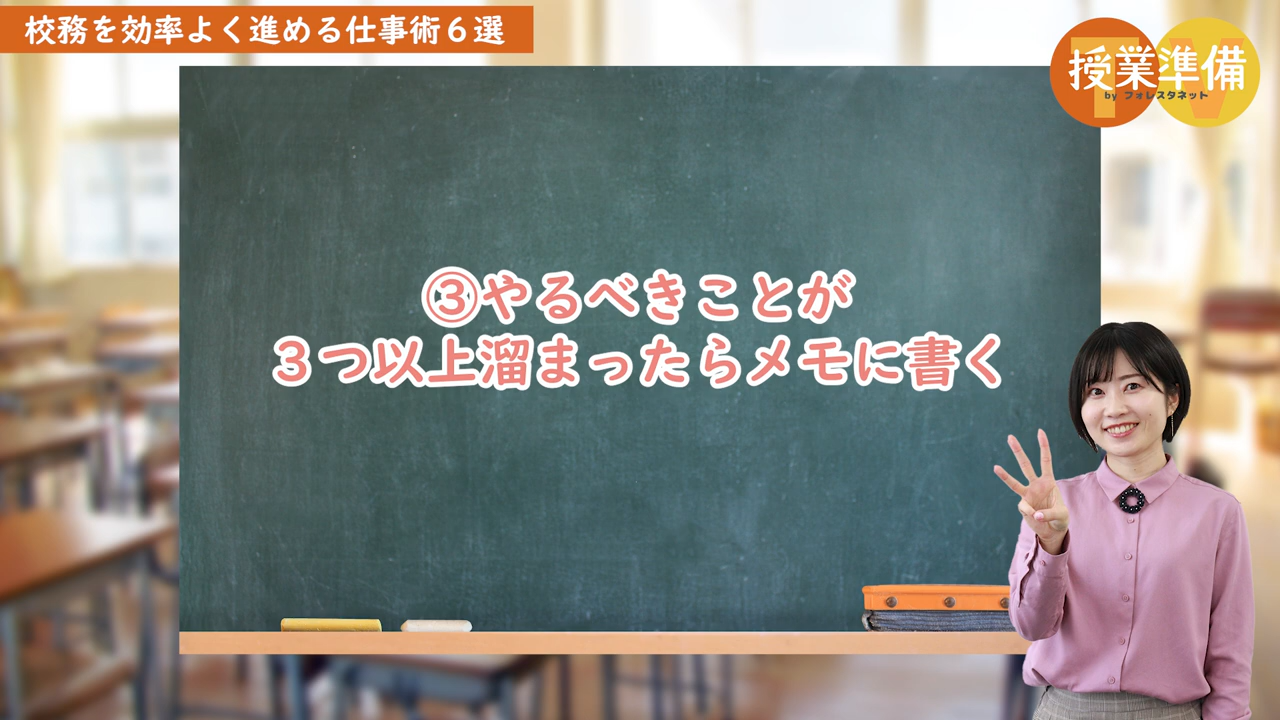 校務を効率よく進める仕事術６選
TV
授業準備
by フォレスタネット
③やるべきことが
３つ以上溜まったらメモに書く